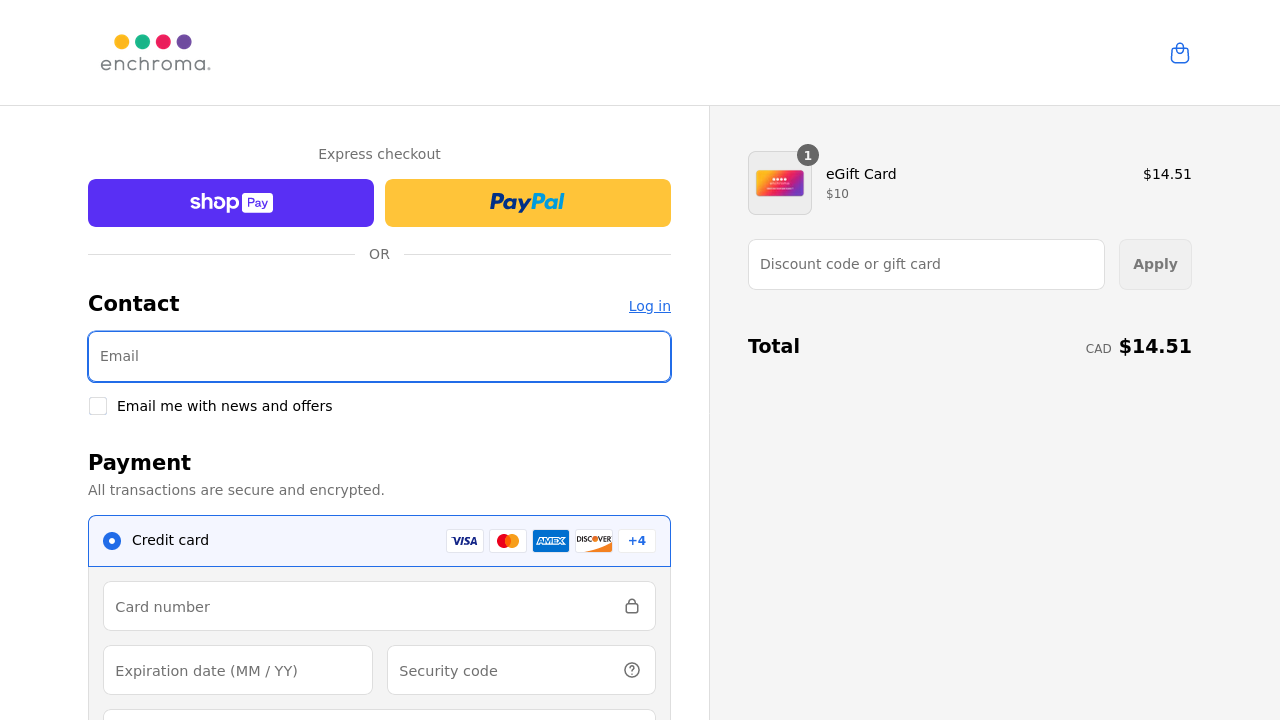 enchroma.
Express checkout
shop Pay
PayPal
OR
Contact
Log in
Email
Email me with news and offers
Payment
All transactions are secure and encrypted.
Credit card
VISA
AMEX
DISCOVER
+4
Card number
Expiration date (MM / YY)
Security code
1
eGift Card
$10
$14.51
Discount code or gift card
Apply
Total
CAD $14.51